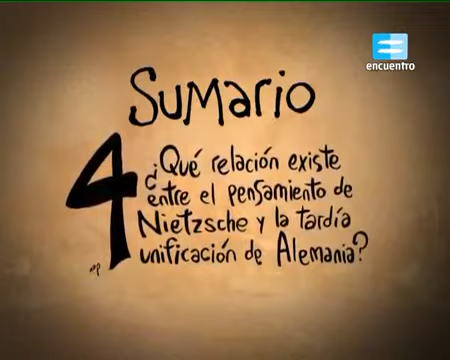 encuentro
Sumario
4
¿Qué relación existe
entre el pensamiento de
Nietzsche y la tardía
unificación de Alemania?